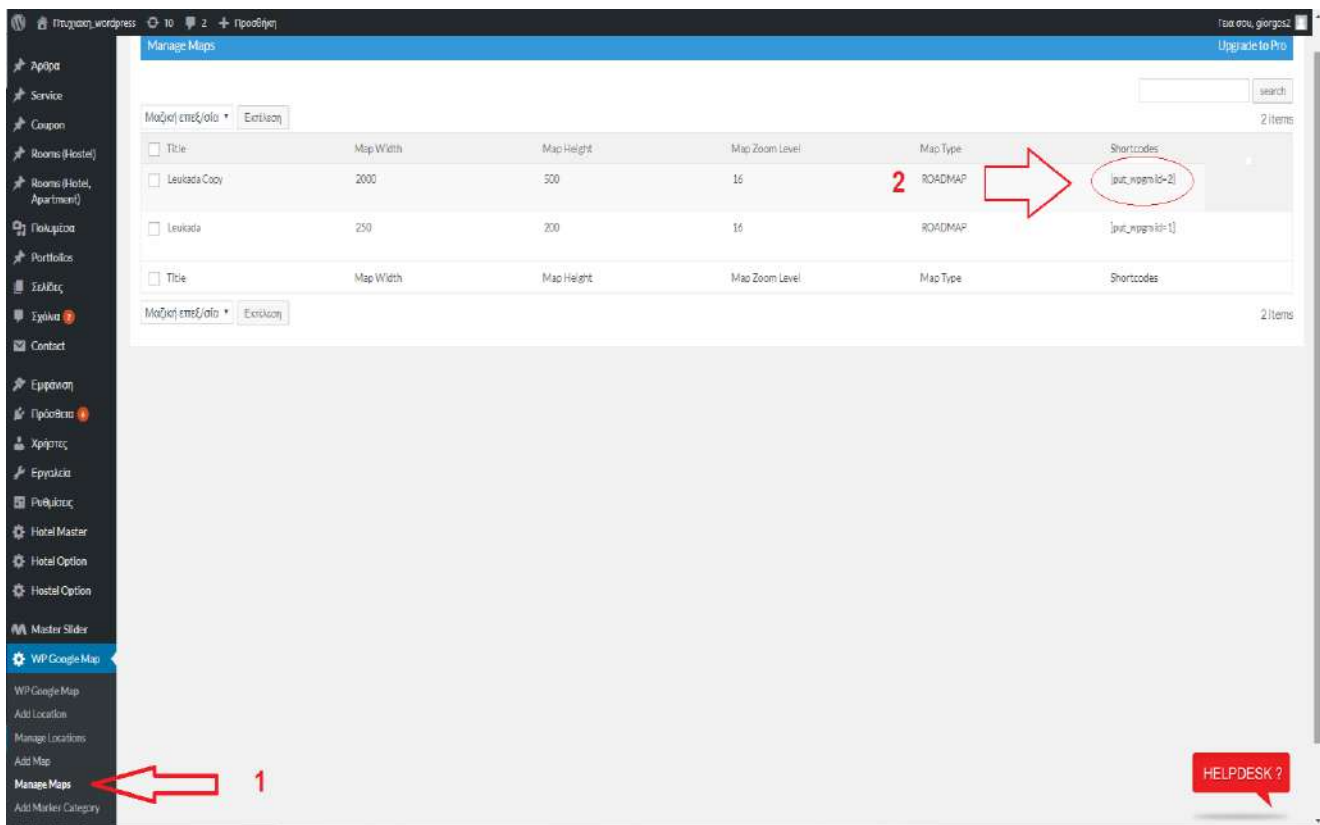 Πτυχιακη_wordpress 10 2 + Προσθήκη
Γεια σου, giorgos2
Manage Maps
Upgrade to Pro
Άρθρα
Service
Coupon
Rooms (Hostel)
Rooms (Hotel,
Apartment)
Πολυμέσα
Portfolios
Σελίδες
Σχόλια 2
Contact
Εμφάνιση
Πρόσθετα
Χρήστες
Εργαλεία
Ρυθμίσεις
Hotel Master
Hotel Option
Hostel Option
Master Slider
WP Google Map
WP Google Map
Add Location
Manage Locations
Add Map
Manage Maps
Add Marker Category
search
Μαζική επεξ/σία Εκτέλεση
2 items
Title Map Width Map Height Map Zoom Level Map Type Shortcodes
Leukada Copy 2000 500 16 ROADMAP [put_wpgm id=2]
Leukada 250 200 16 ROADMAP [put_wpgm id=1]
Title Map Width Map Height Map Zoom Level Map Type Shortcodes
Μαζική επεξ/σία Εκτέλεση
2 items
2
1
HELPDESK ?